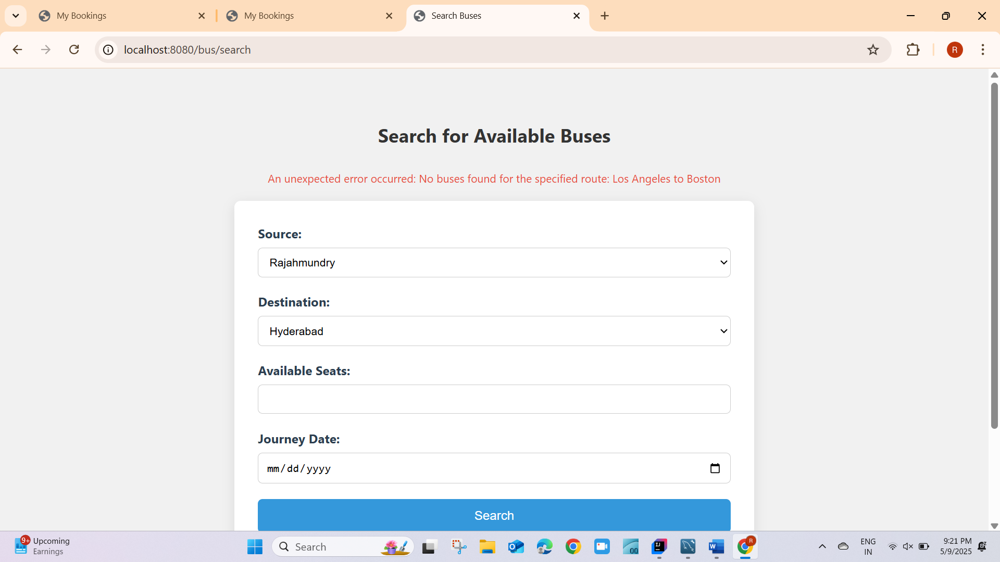 My Bookings
My Bookings
Search Buses
localhost:8080/bus/search
R
Search for Available Buses
An unexpected error occurred: No buses found for the specified route: Los Angeles to Boston
Source:
Rajahmundry
Destination:
Hyderabad
Available Seats:
Journey Date:
mm/dd/yyyy
Search
9+
Upcoming
Earnings
Search
ENG
IN
9:21 PM
5/9/2025